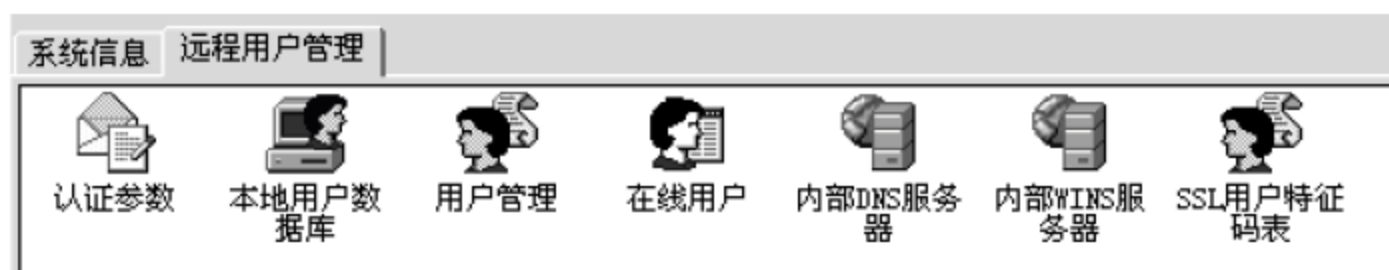 系统信息
远程用户管理
认证参数
本地用户数
据库
用户管理
在线用户
内部DNS服务
器
内部WINS服
务器
SSL用户特征
码表